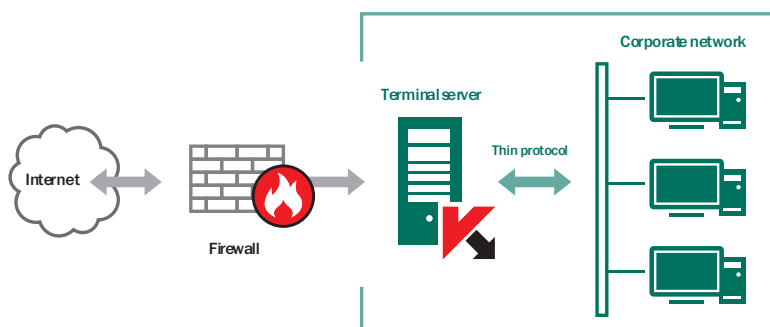 Corporate network
Terminal server
Thin protocol
Internet
Firewall